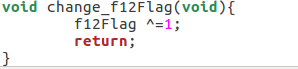 void change_f12Flag(void){
        f12Flag ^=1;
        return;
}